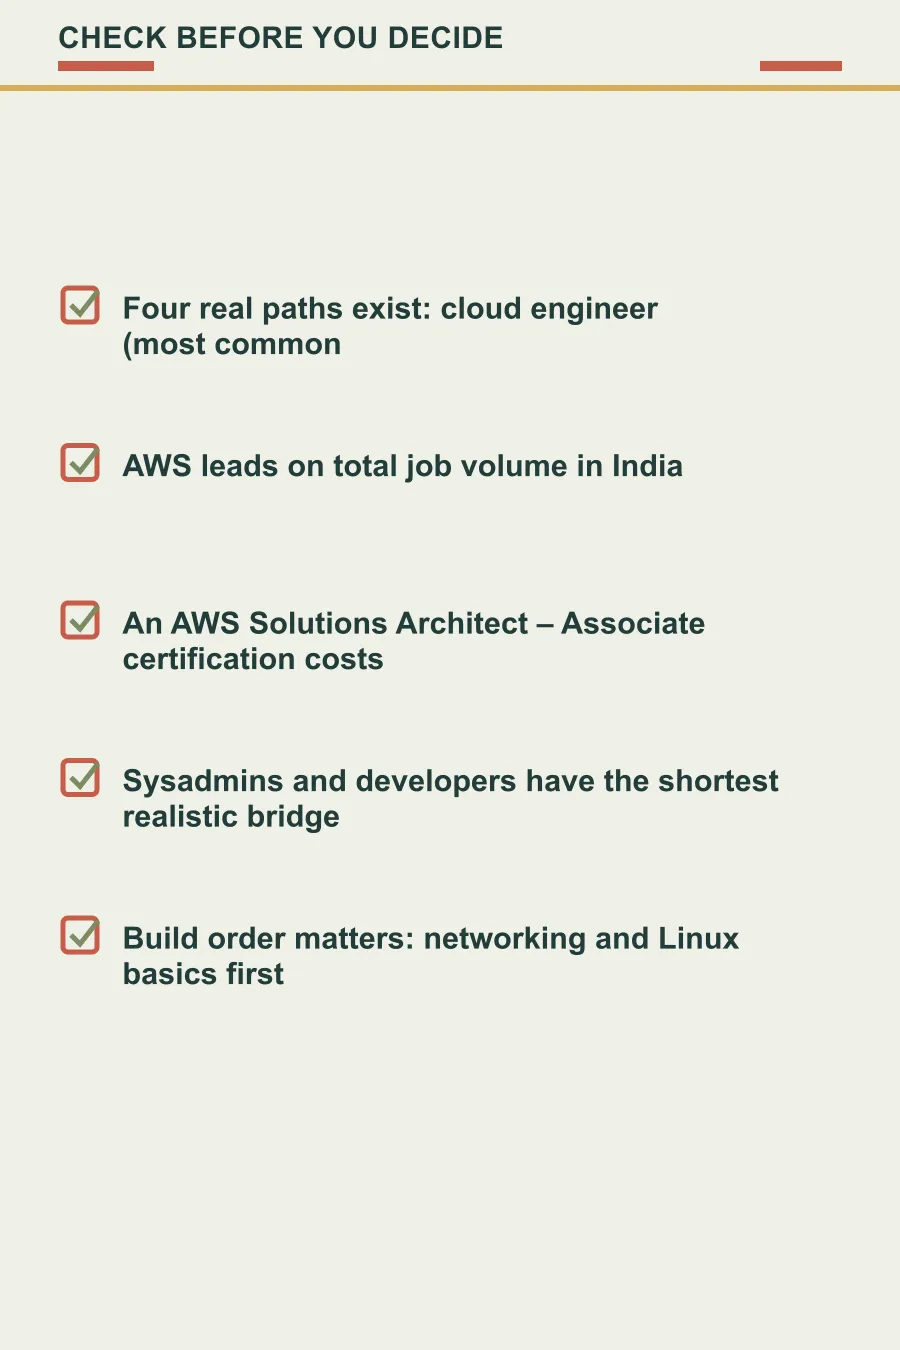 CHECK BEFORE YOU DECIDE
Four real paths exist: cloud engineer
(most common
AWS leads on total job volume in India
An AWS Solutions Architect – Associate
certification costs
Sysadmins and developers have the shortest
realistic bridge
Build order matters: networking and Linux
basics first